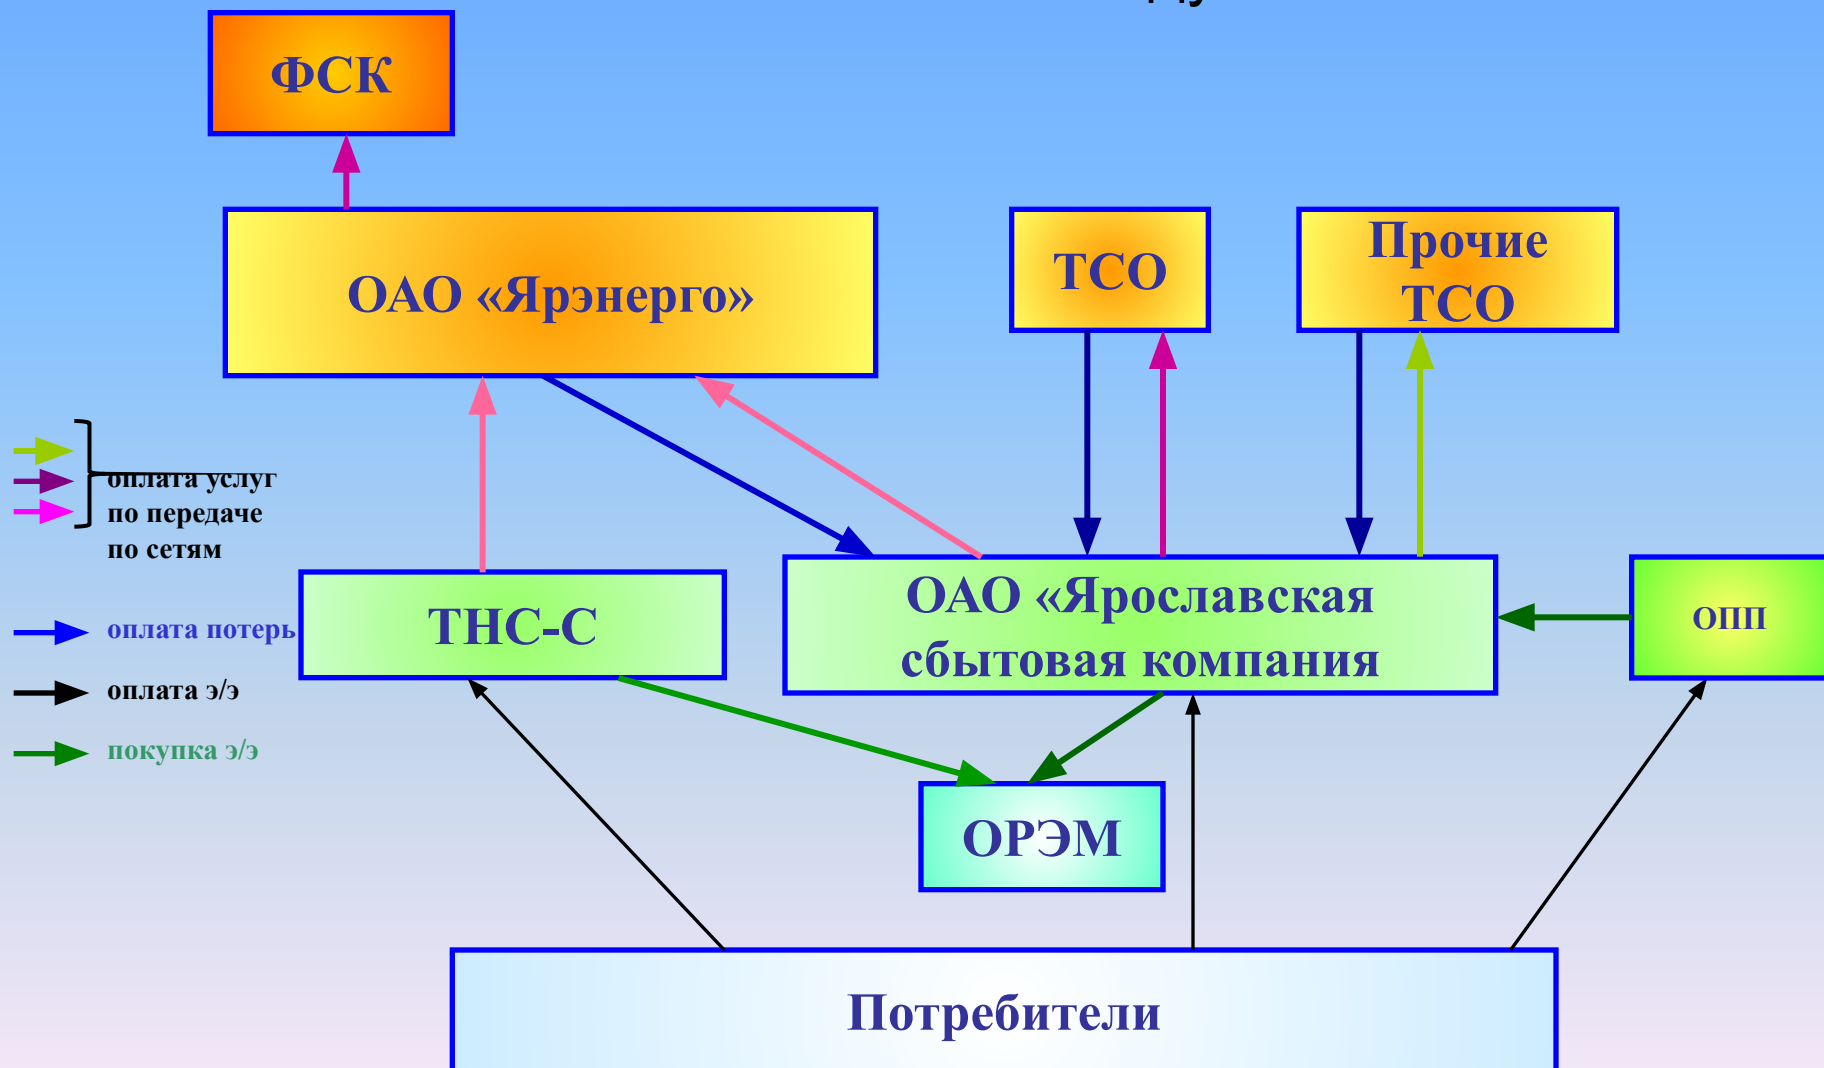 ФСК
ОАО «Ярэнерго»
ТСО
Прочие
ТСО
оплата услуг
по передаче
по сетям
ТНС-С
ОАО «Ярославская
сбытовая компания
ОПП
оплата потерь
оплата э/э
покупка э/э
ОРЭМ
Потребители